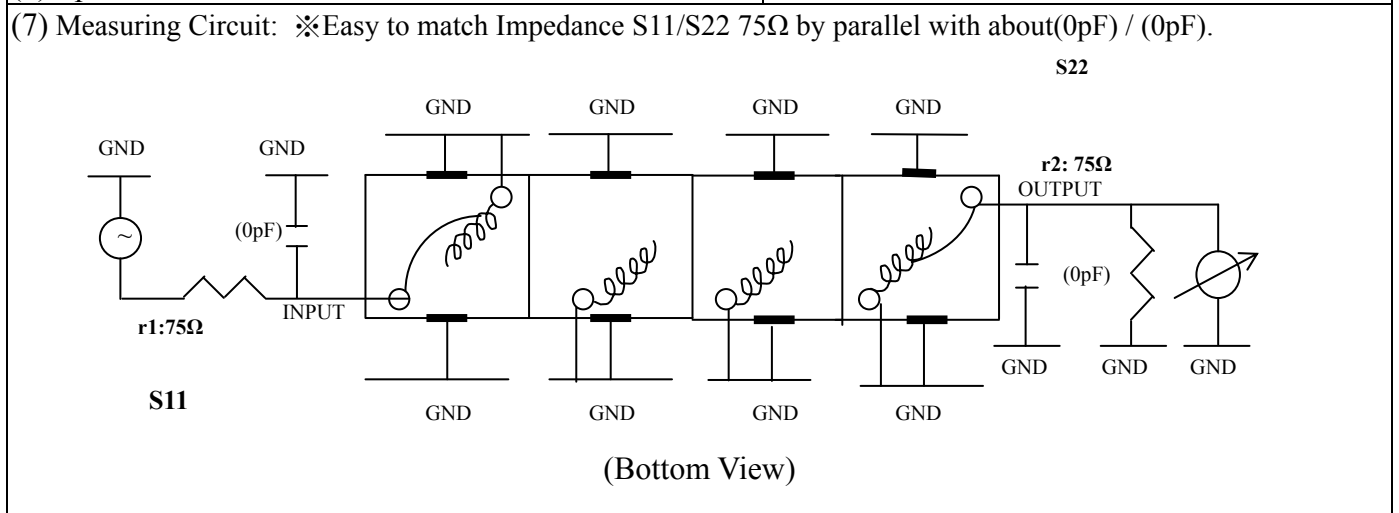 (7) Measuring Circuit: ※Easy to match Impedance S11/S22 75Ω by parallel with about(0pF) / (0pF).
S22
GND GND GND GND
GND GND
r2: 75Ω
OUTPUT
(0pF)
~
(0pF)
INPUT
r1:75Ω
GND GND GND
S11
GND GND GND GND
(Bottom View)